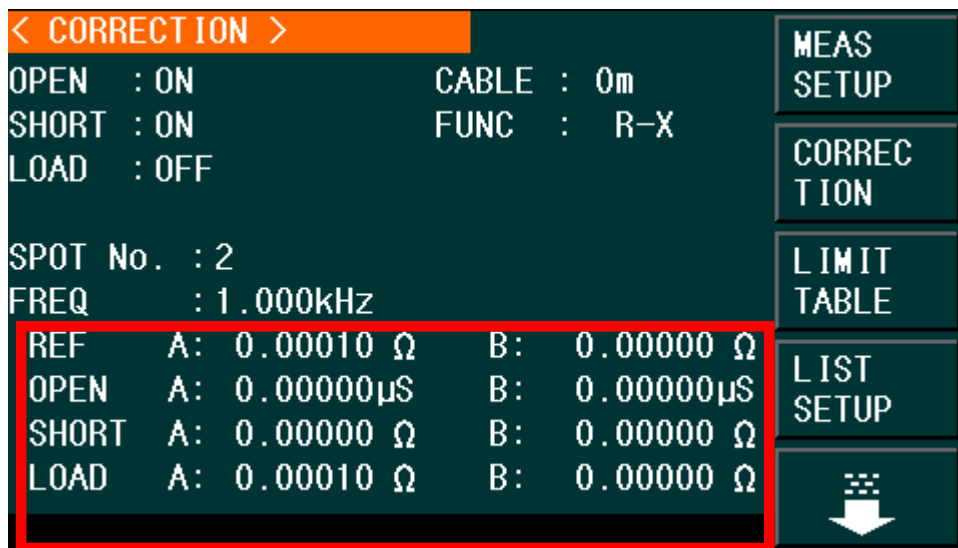 < CORRECTION >
OPEN : ON CABLE : 0m
SHORT : ON FUNC : R-X
LOAD : OFF
SPOT No. : 2
FREQ : 1.000kHz
REF A: 0.00010 Ω B: 0.00000 Ω
OPEN A: 0.00000µS B: 0.00000µS
SHORT A: 0.00000 Ω B: 0.00000 Ω
LOAD A: 0.00010 Ω B: 0.00000 Ω
MEAS
SETUP
CORREC
TION
LIMIT
TABLE
LIST
SETUP